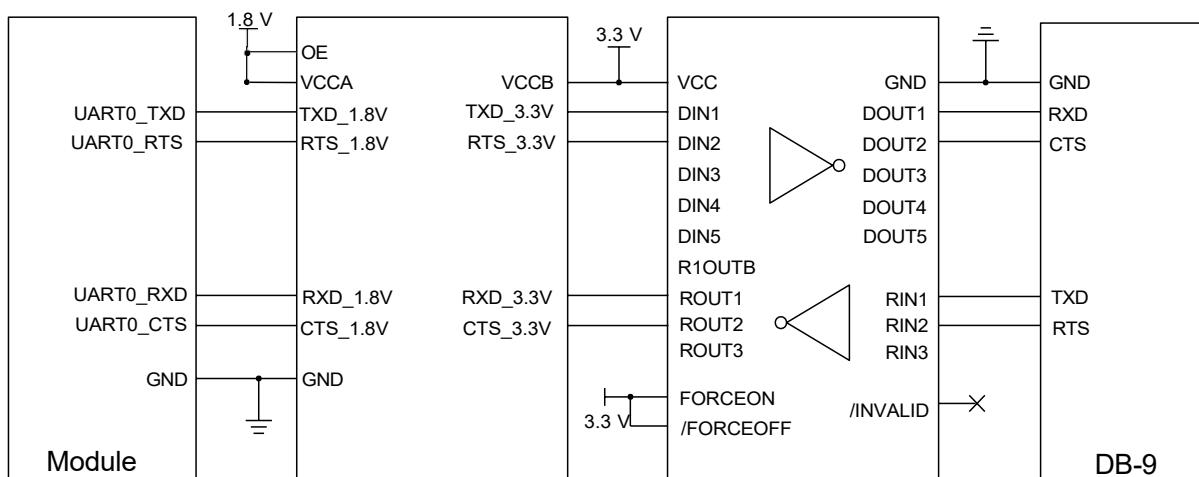 1.8 V
OE
VCCA
UART0_TXD
TXD_1.8V
UART0_RTS
RTS_1.8V
UART0_RXD
RXD_1.8V
UART0_CTS
CTS_1.8V
GND
GND
Module
VCCB
TXD_3.3V
RTS_3.3V
RXD_3.3V
CTS_3.3V
3.3 V
VCC
DIN1
DIN2
DIN3
DIN4
DIN5
R1OUTB
ROUT1
ROUT2
ROUT3
FORCEON
3.3 V
/FORCEOFF
GND
DOUT1
DOUT2
DOUT3
DOUT4
DOUT5
RIN1
RIN2
RIN3
/INVALID
GND
RXD
CTS
TXD
RTS
DB-9